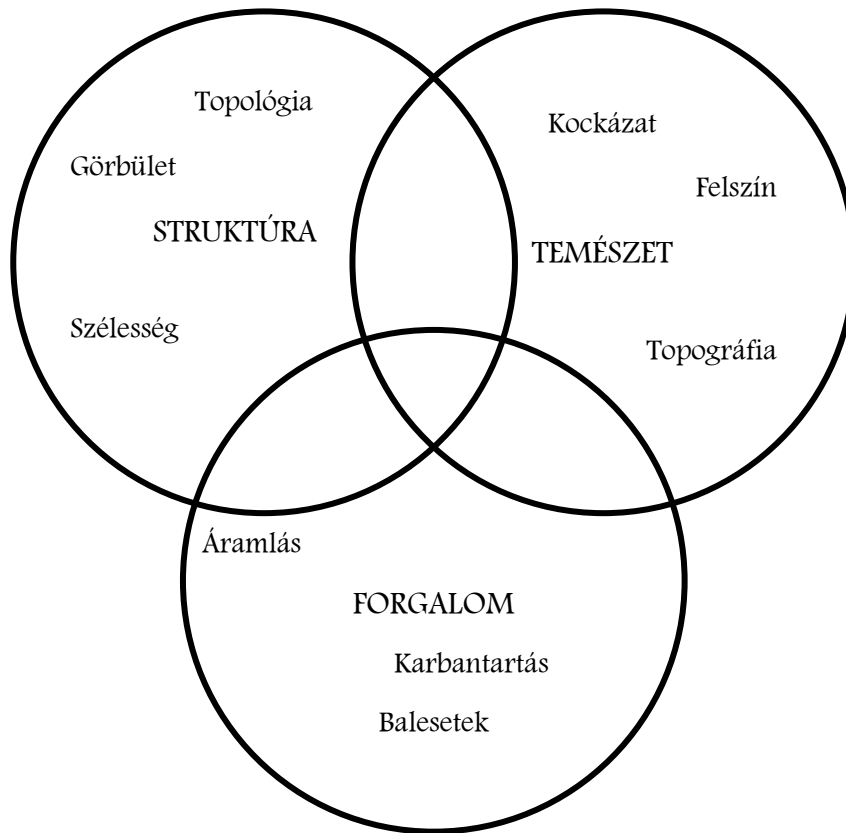 Topológia
Görbület
STRUKTÚRA
Szélesség
Kockázat
Felszín
TEMÉSZET
Topográfia
Áramlás
FORGALOM
Karbantartás
Balesetek